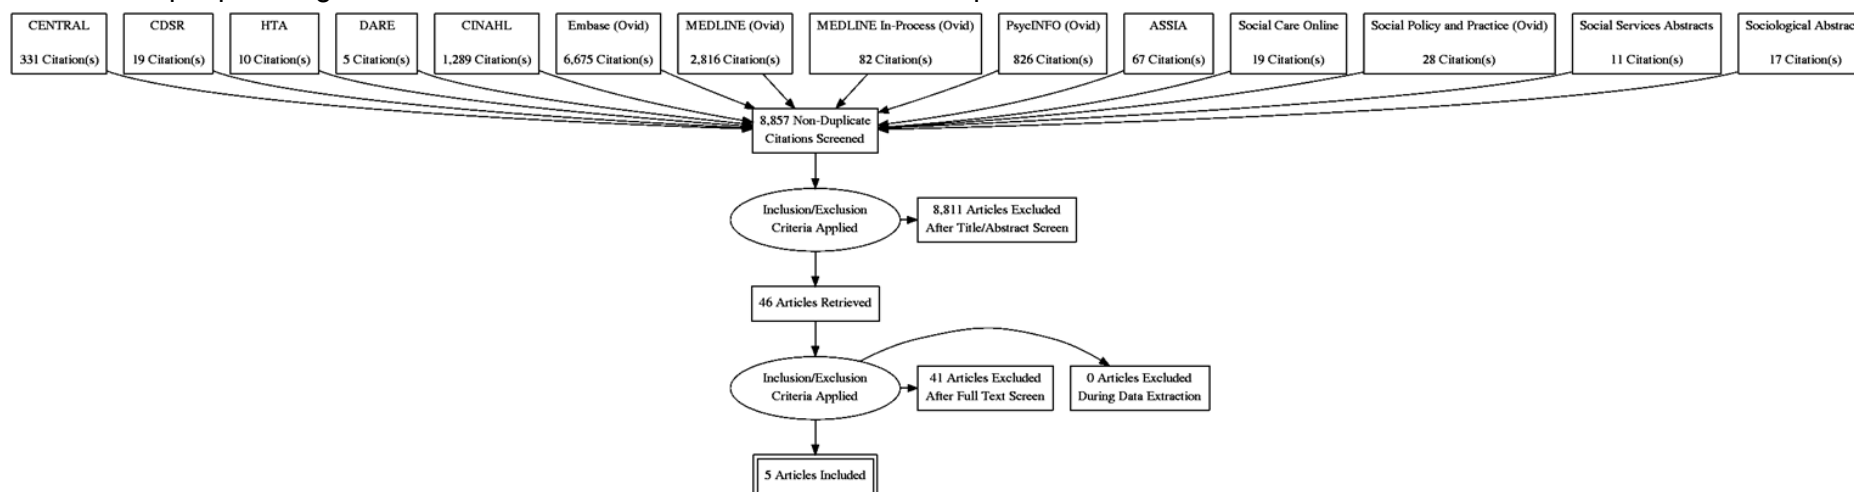 CENTRAL
331 Citation(s)
CDSR
19 Citation(s)
HTA
10 Citation(s)
DARE
5 Citation(s)
CINAHL
1,289 Citation(s)
Embase (Ovid)
6,675 Citation(s)
MEDLINE (Ovid)
2,816 Citation(s)
MEDLINE In-Process (Ovid)
82 Citation(s)
PsycINFO (Ovid)
826 Citation(s)
ASSIA
67 Citation(s)
Social Care Online
19 Citation(s)
Social Policy and Practice (Ovid)
28 Citation(s)
Social Services Abstracts
11 Citation(s)
Sociological Abstrac
17 Citation(s)
8,857 Non-Duplicate
Citations Screened
Inclusion/Exclusion
Criteria Applied
8,811 Articles Excluded
After Title/Abstract Screen
46 Articles Retrieved
Inclusion/Exclusion
Criteria Applied
41 Articles Excluded
After Full Text Screen
0 Articles Excluded
During Data Extraction
5 Articles Included